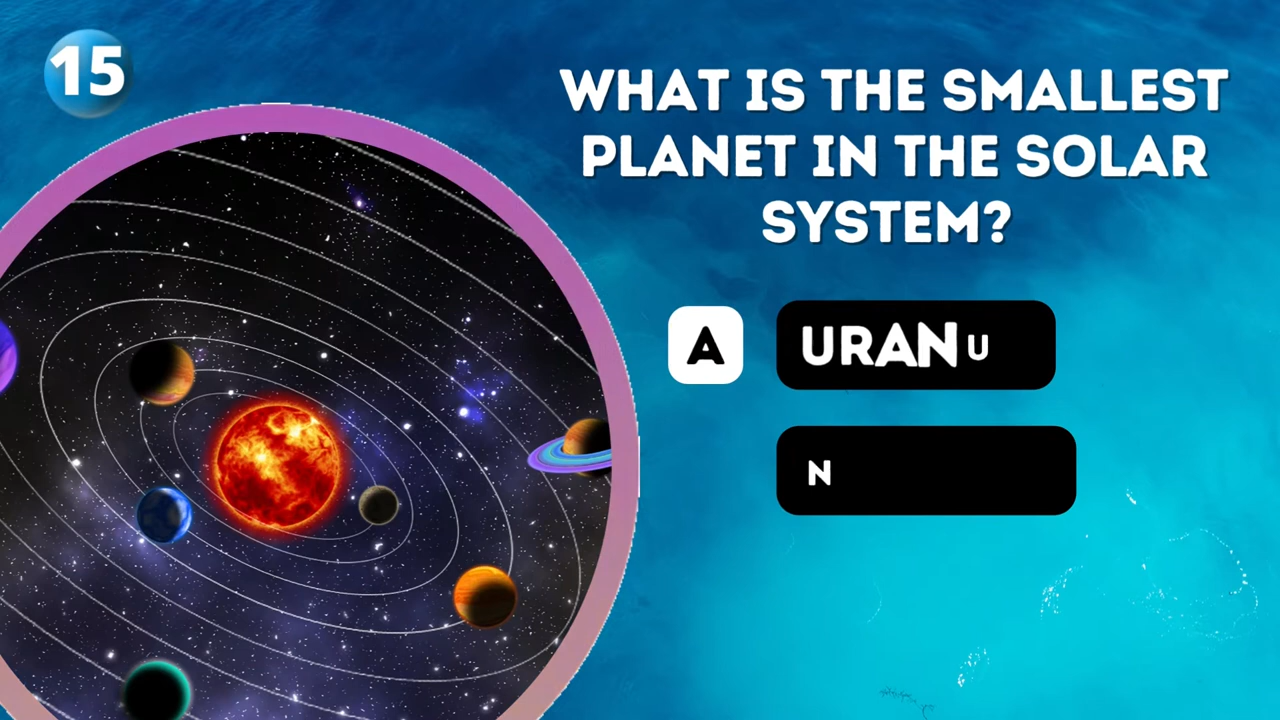 15
WHAT IS THE SMALLEST
PLANET IN THE SOLAR
SYSTEM?
A URANU
N